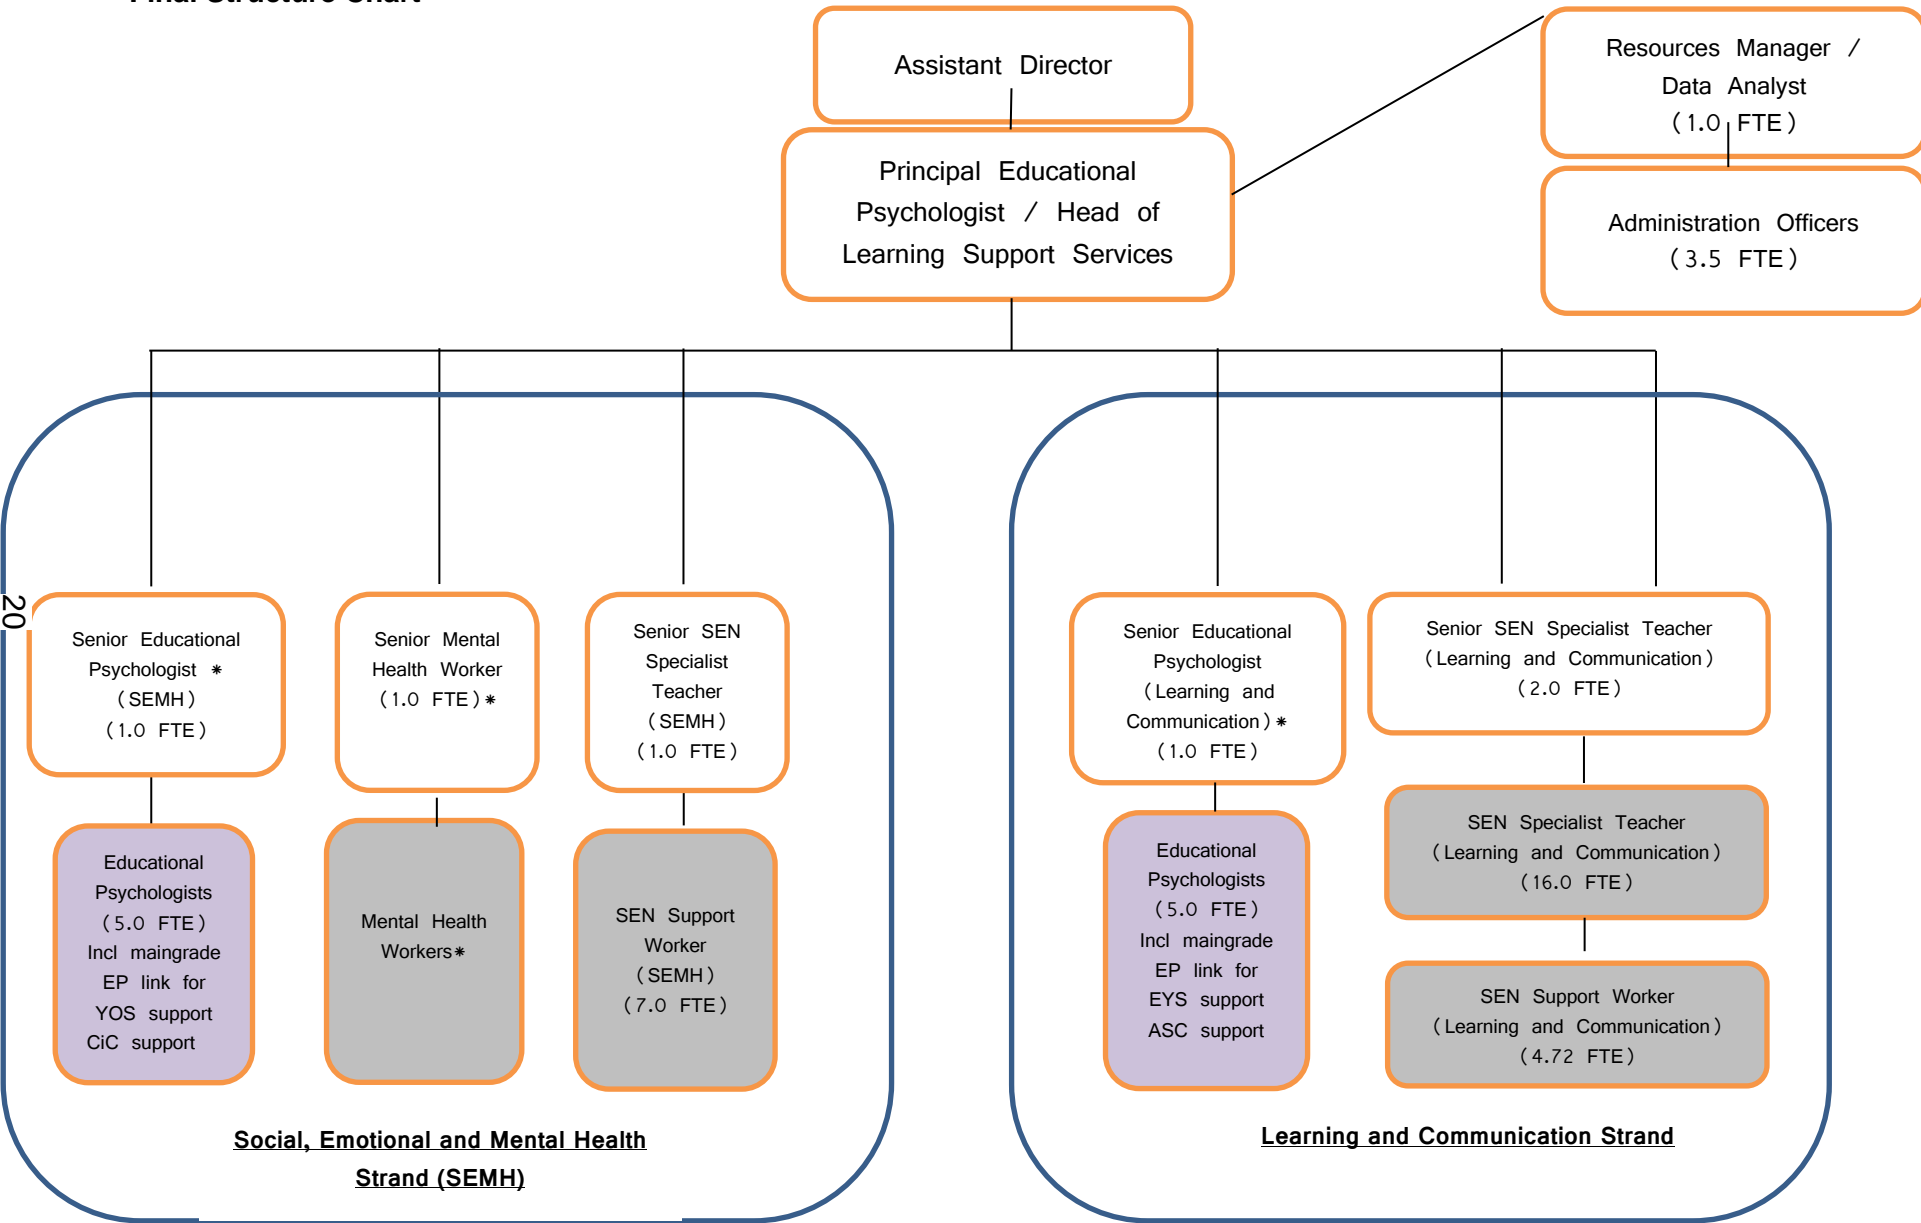 Final Structure Chart
Assistant Director
Principal Educational
Psychologist / Head of
Learning Support Services
Resources Manager /
Data Analyst
(1.0 FTE)
Administration Officers
(3.5 FTE)
20
Senior Educational
Psychologist *
(SEMH)
(1.0 FTE)
Senior Mental
Health Worker
(1.0 FTE)*
Senior SEN
Specialist
Teacher
(SEMH)
(1.0 FTE)
Senior Educational
Psychologist
(Learning and
Communication)*
(1.0 FTE)
Senior SEN Specialist Teacher
(Learning and Communication)
(2.0 FTE)
Educational
Psychologists
(5.0 FTE)
Incl maingrade
EP link for
YOS support
CiC support
Mental Health
Workers*
SEN Support
Worker
(SEMH)
(7.0 FTE)
Educational
Psychologists
(5.0 FTE)
Incl maingrade
EP link for
EYS support
ASC support
SEN Specialist Teacher
(Learning and Communication)
(16.0 FTE)
SEN Support Worker
(Learning and Communication)
(4.72 FTE)
Social, Emotional and Mental Health
Strand (SEMH)
Learning and Communication Strand